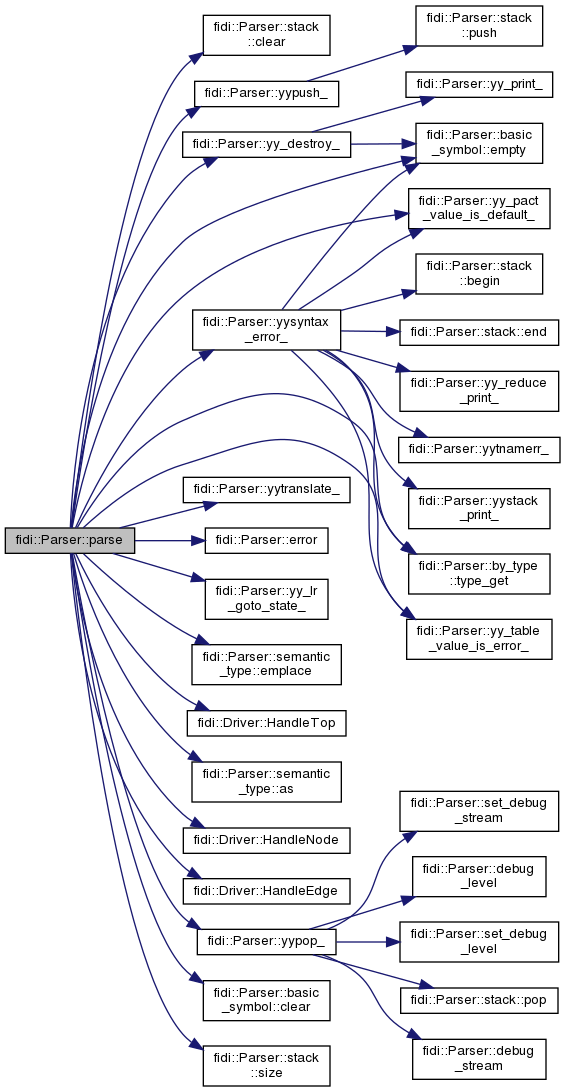 fidi::Parser::parse
fidi::Parser::stack
::clear
fidi::Parser::yypush_
fidi::Parser::yy_destroy_
fidi::Parser::yysyntax
_error_
fidi::Parser::yytranslate_
fidi::Parser::error
fidi::Parser::yy_lr
_goto_state_
fidi::Parser::semantic
_type::emplace
fidi::Driver::HandleTop
fidi::Parser::semantic
_type::as
fidi::Driver::HandleNode
fidi::Driver::HandleEdge
fidi::Parser::yypop_
fidi::Parser::basic
_symbol::clear
fidi::Parser::stack
::size
fidi::Parser::stack
::push
fidi::Parser::yy_print_
fidi::Parser::basic
_symbol::empty
fidi::Parser::yy_pact
_value_is_default_
fidi::Parser::stack
::begin
fidi::Parser::stack::end
fidi::Parser::yy_reduce
_print_
fidi::Parser::yytnamerr_
fidi::Parser::yystack
_print_
fidi::Parser::by_type
::type_get
fidi::Parser::yy_table
_value_is_error_
fidi::Parser::set_debug
_stream
fidi::Parser::debug
_level
fidi::Parser::set_debug
_level
fidi::Parser::stack::pop
fidi::Parser::debug
_stream